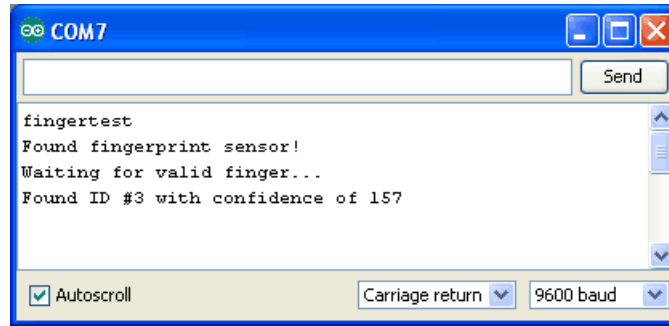 COM7
Send
fingertest
Found fingerprint sensor!
Waiting for valid finger...
Found ID #3 with confidence of 157
Autoscroll
Carriage return
9600 baud